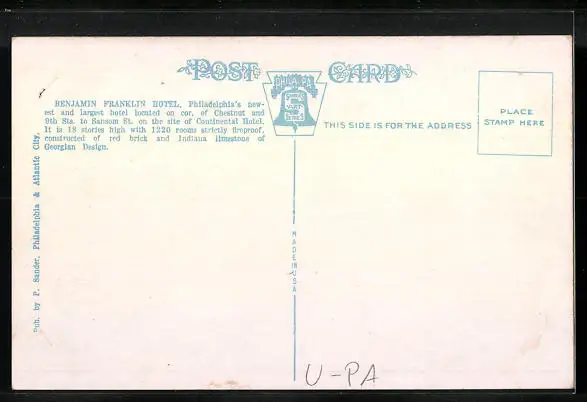 POST CARD
BENJAMIN FRANKLIN HOTEL, Philadelphia's new-
est and largest hotel located on cor. of Chestnut and
9th Sts. to Sansom St. on the site of Continental Hotel.
It is 18 stories high with 1220 rooms strictly fireproof,
constructed of red brick and Indiana limestone of
Georgian Design.
Pub. by P. Sander, Philadelphia & Atlantic City.
THIS SIDE IS FOR THE ADDRESS
PLACE
STAMP HERE
MADE IN USA
U-PA